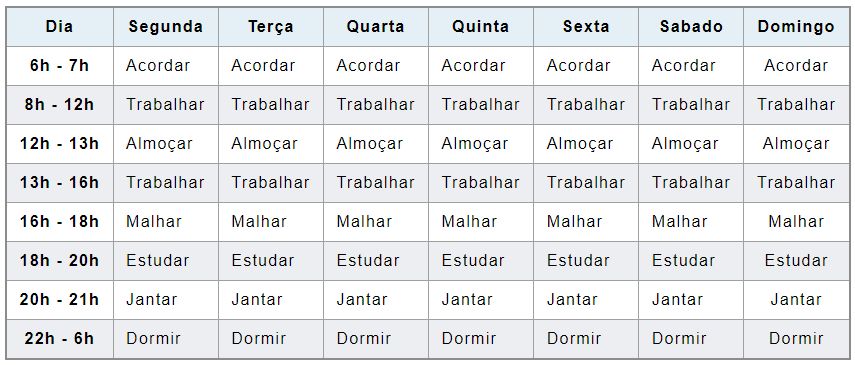 Dia Segunda Terça Quarta Quinta Sexta Sabado Domingo
6h - 7h Acordar Acordar Acordar Acordar Acordar Acordar Acordar
8h - 12h Trabalhar Trabalhar Trabalhar Trabalhar Trabalhar Trabalhar Trabalhar
12h - 13h Almoçar Almoçar Almoçar Almoçar Almoçar Almoçar Almoçar
13h - 16h Trabalhar Trabalhar Trabalhar Trabalhar Trabalhar Trabalhar Trabalhar
16h - 18h Malhar Malhar Malhar Malhar Malhar Malhar Malhar
18h - 20h Estudar Estudar Estudar Estudar Estudar Estudar Estudar
20h - 21h Jantar Jantar Jantar Jantar Jantar Jantar Jantar
22h - 6h Dormir Dormir Dormir Dormir Dormir Dormir Dormir